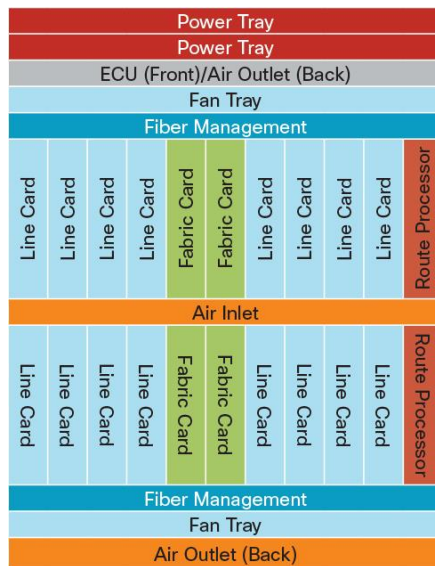 Power Tray
Power Tray
ECU (Front)/Air Outlet (Back)
Fan Tray
Fiber Management
Line Card
Line Card
Line Card
Line Card
Fabric Card
Fabric Card
Line Card
Line Card
Line Card
Line Card
Route Processor
Air Inlet
Line Card
Line Card
Line Card
Line Card
Fabric Card
Fabric Card
Line Card
Line Card
Line Card
Line Card
Route Processor
Fiber Management
Fan Tray
Air Outlet (Back)